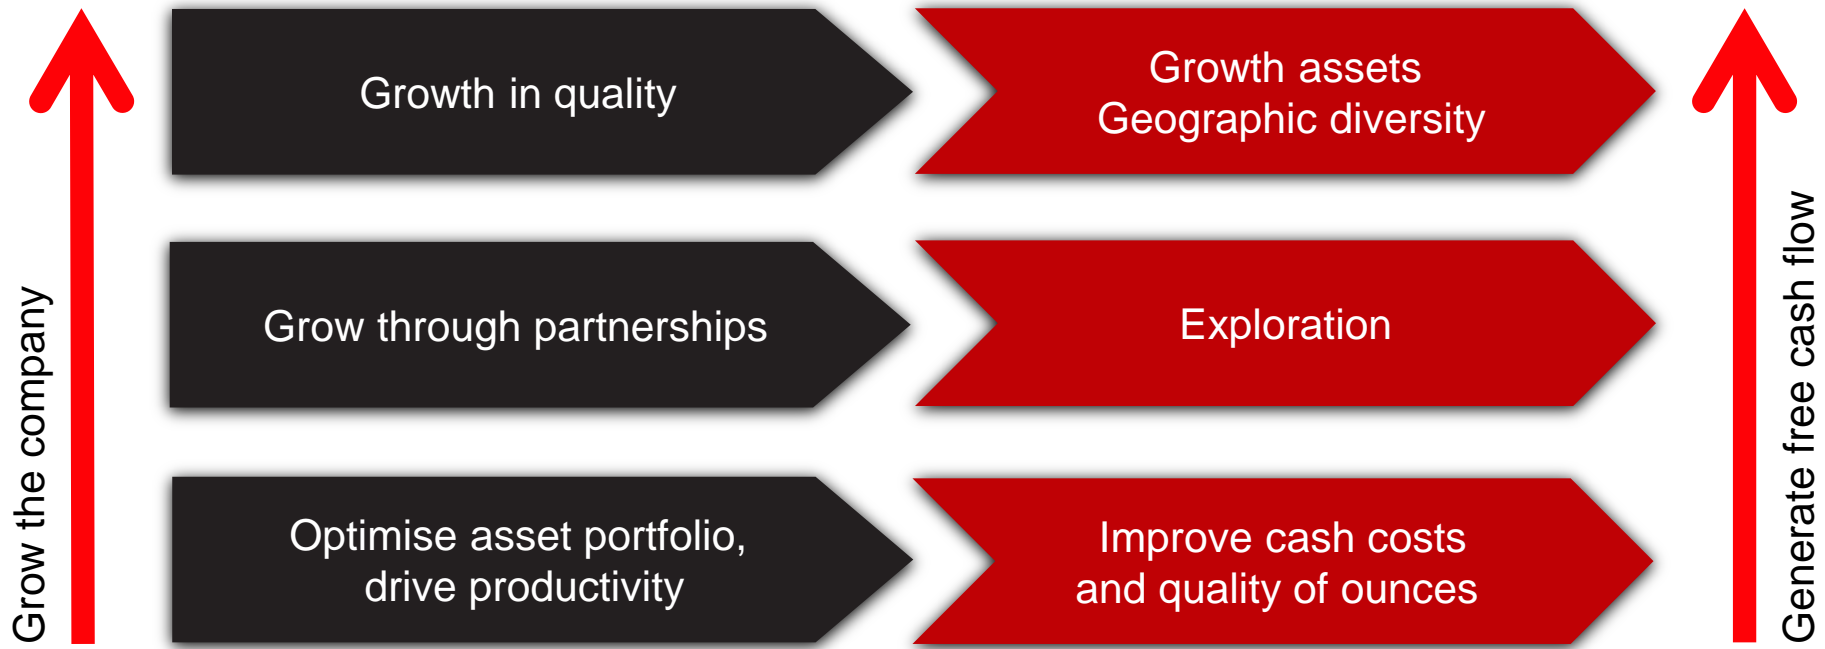 Grow the company
Growth in quality
Growth assets
Geographic diversity
Grow through partnerships
Exploration
Optimise asset portfolio,
drive productivity
Improve cash costs
and quality of ounces
Generate free cash flow